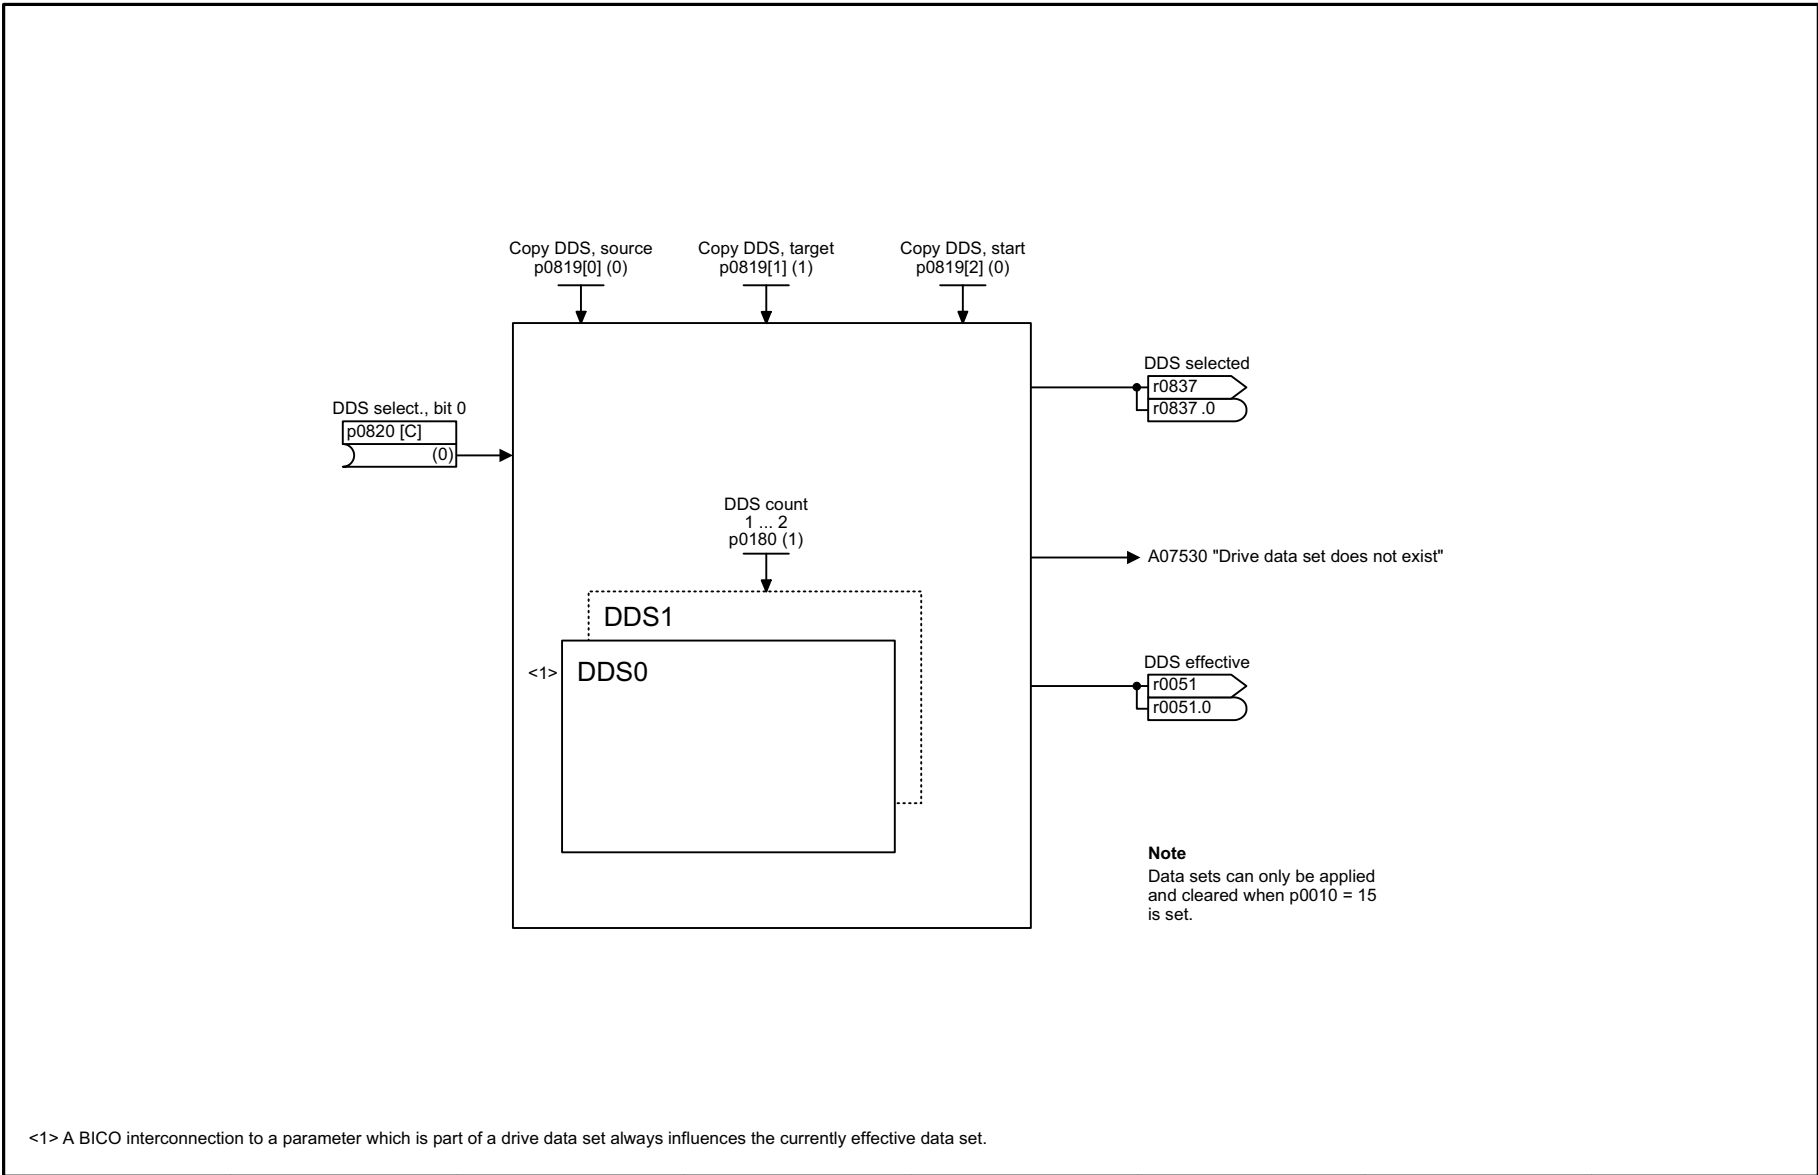 Copy DDS, source
p0819[0] (0)
Copy DDS, target
p0819[1] (1)
Copy DDS, start
p0819[2] (0)
DDS selected
r0837
r0837 .0
DDS select., bit 0
p0820 [C]
(0)
DDS count
1 ... 2
p0180 (1)
A07530 "Drive data set does not exist"
DDS1
<1>
DDS0
DDS effective
r0051
r0051.0
Note
Data sets can only be applied
and cleared when p0010 = 15
is set.
<1> A BICO interconnection to a parameter which is part of a drive data set always influences the currently effective data set.